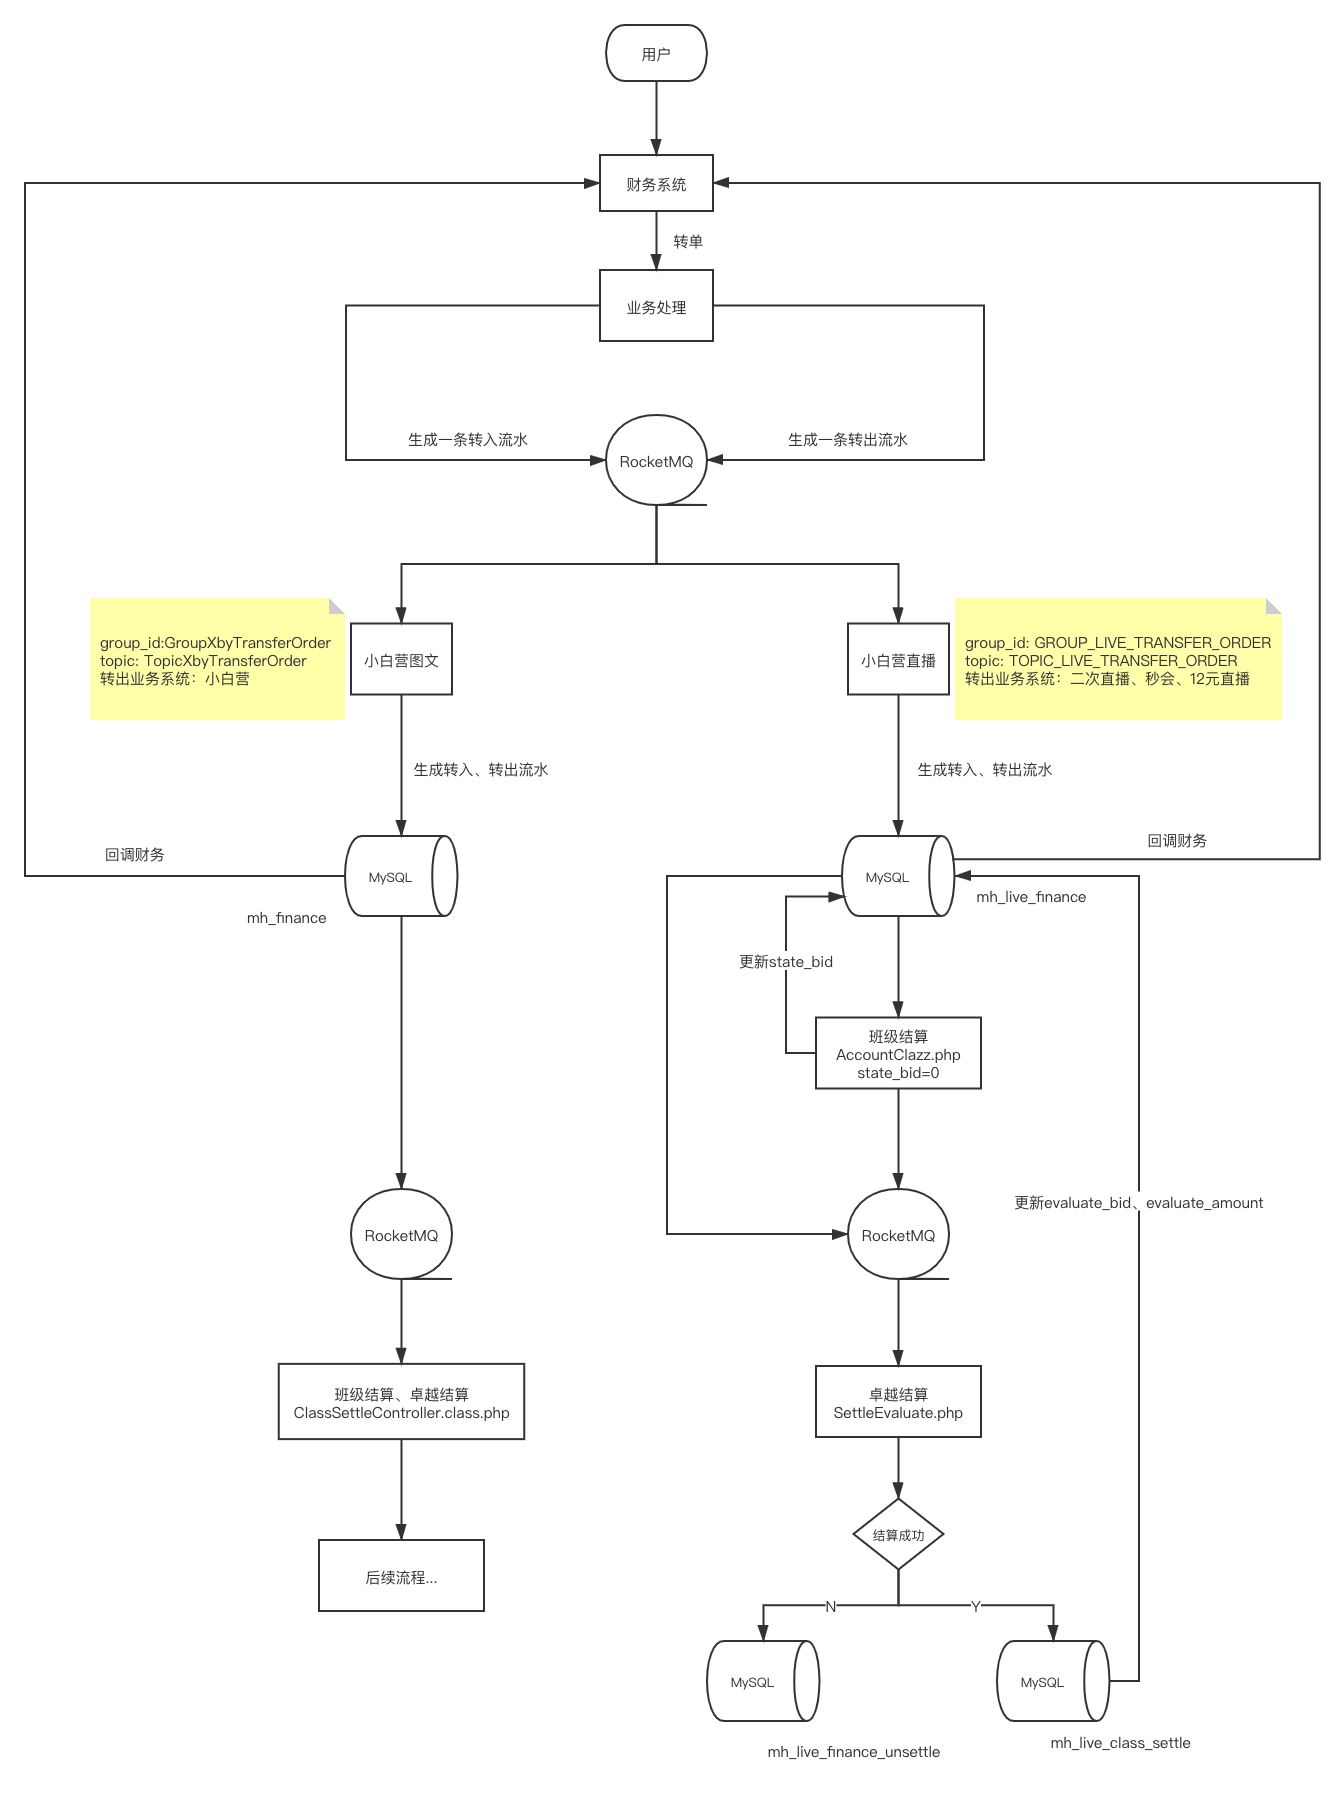 用户
财务系统
转单
业务处理
生成一条转入流水
生成一条转出流水
RocketMQ
group_id:GroupXbyTransferOrder
topic: TopicXbyTransferOrder
转出业务系统：小白营
小白营图文
小白营直播
group_id: GROUP_LIVE_TRANSFER_ORDER
topic: TOPIC_LIVE_TRANSFER_ORDER
转出业务系统：二次直播、秒会、12元直播
生成转入、转出流水
生成转入、转出流水
回调财务
回调财务
MySQL
MySQL
mh_finance
mh_live_finance
更新state_bid
班级结算
AccountClazz.php
state_bid=0
更新evaluate_bid、evaluate_amount
RocketMQ
RocketMQ
班级结算、卓越结算
ClassSettleController.class.php
卓越结算
SettleEvaluate.php
结算成功
后续流程...
N
Y
MySQL
MySQL
mh_live_finance_unsettle
mh_live_class_settle